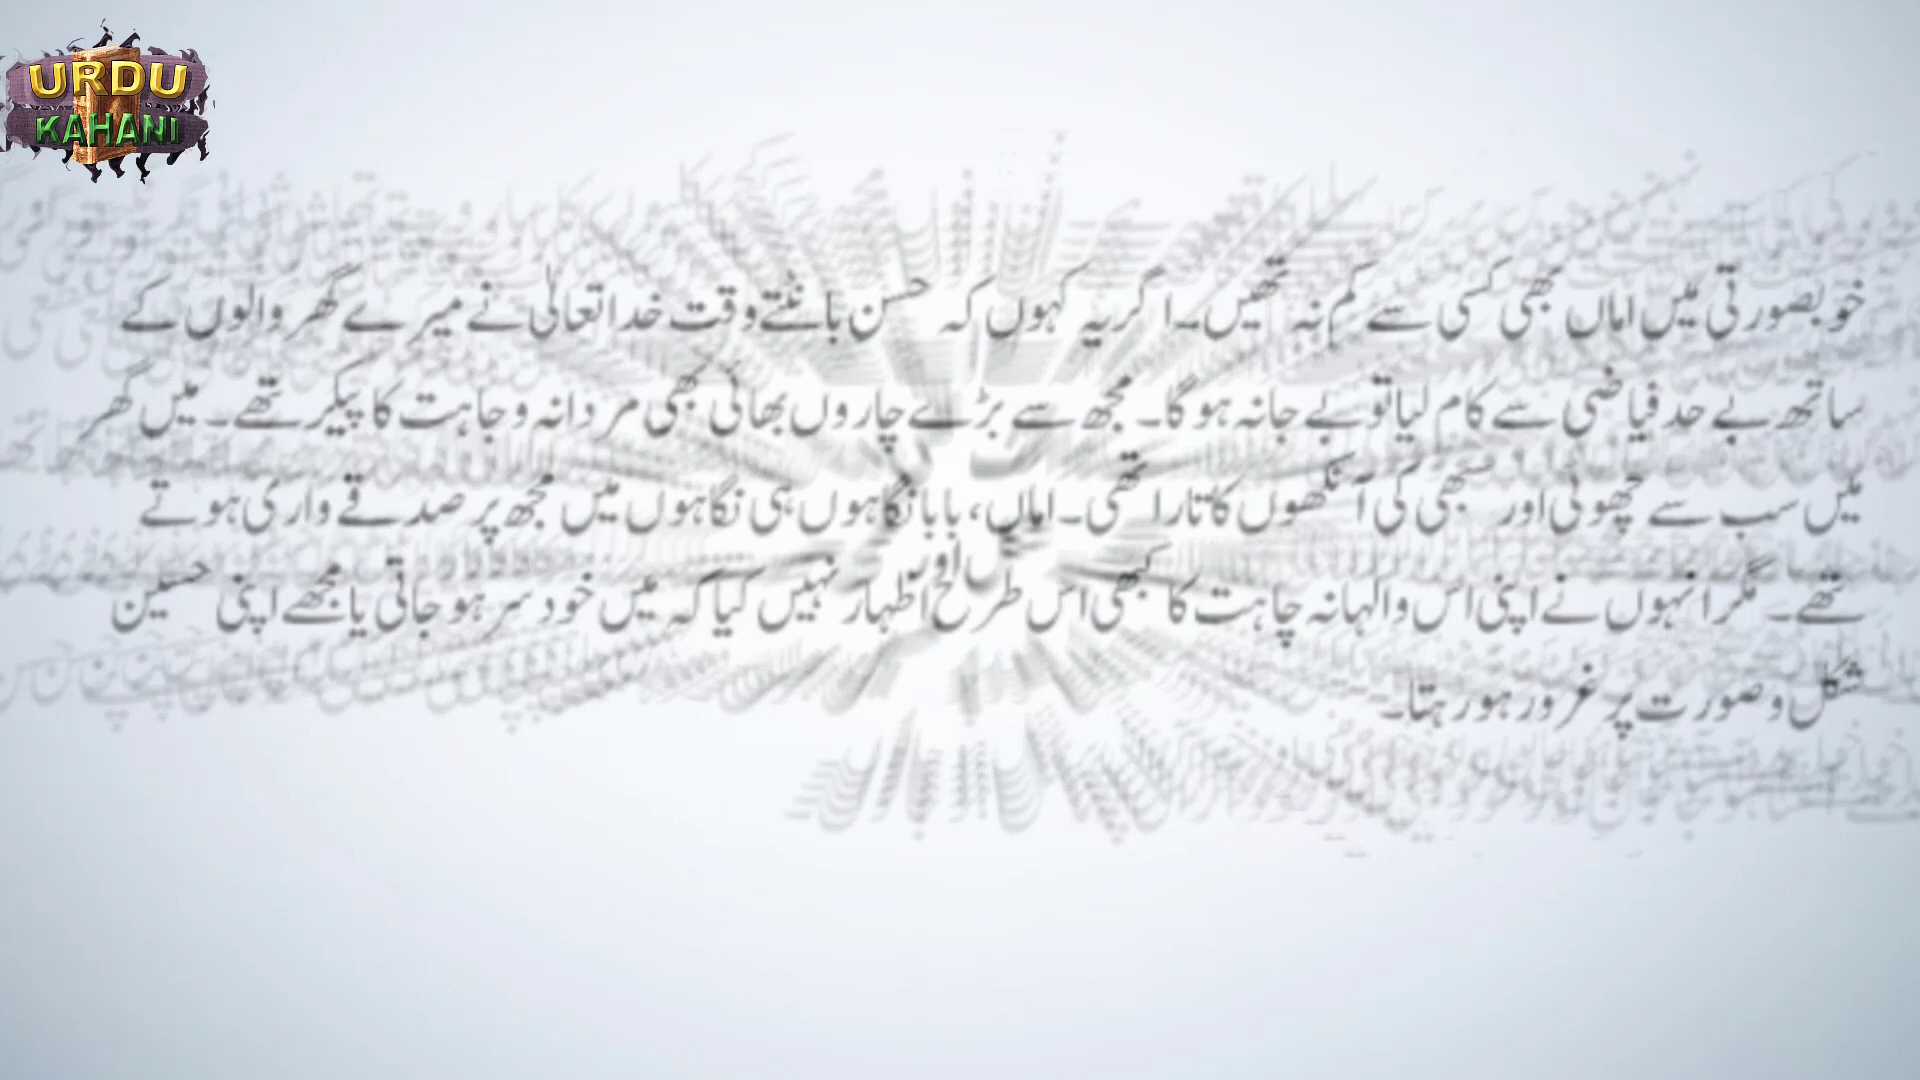 URDU
KAHANI
خوبصورتی میں اماں بھی کسی سے کم نہ تھیں۔ اگر یہ کہوں کہ حسن بانٹتے وقت خدا تعالیٰ نے میرے گھر والوں کے
ساتھ بے حد فیاضی سے کام لیا تو بے جا نہ ہوگا۔ مجھ سے بڑے چاروں بھائی بھی مردانہ وجاہت کا پیکر تھے۔ میں گھر
میں سب سے چھوٹی اور سبھی کی آنکھوں کا تارا تھی۔ اماں، بابا نگاہوں ہی نگاہوں میں مجھ پر صدقے واری ہوتے
تھے۔ مگر انہوں نے اپنی اس والہانہ چاہت کا کبھی اس طرح اظہار نہیں کیا کہ میں خود سر ہو جاتی یا مجھے اپنی حسین
شکل و صورت پر غرور ہو رہتا۔